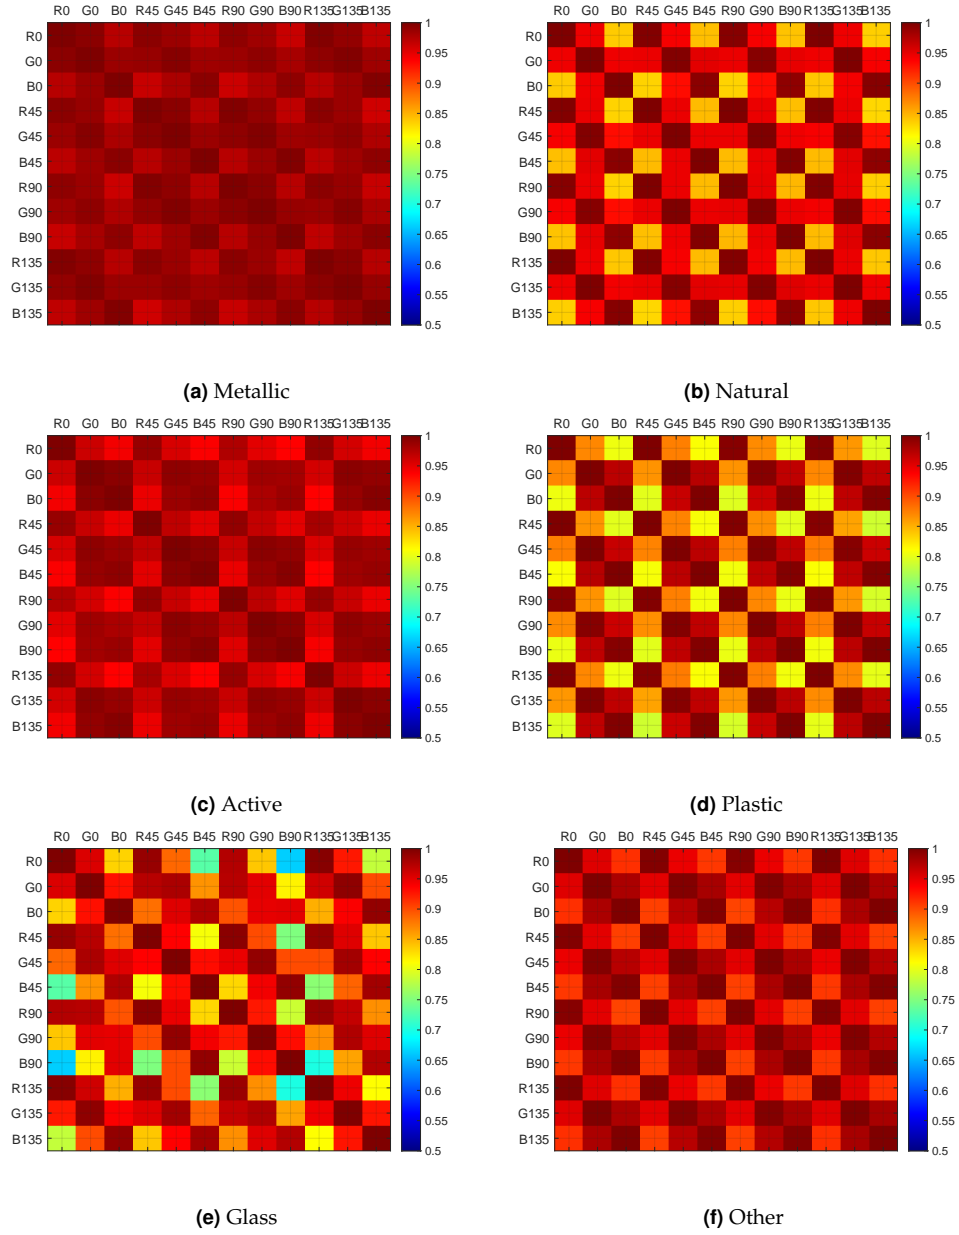 R0 G0 B0 R45 G45 B45 R90 G90 B90 R135 G135 B135
R0
G0
B0
R45
G45
B45
R90
G90
B90
R135
G135
B135
1
0.95
0.9
0.85
0.8
0.75
0.7
0.65
0.6
0.55
0.5
(a) Metallic
R0 G0 B0 R45 G45 B45 R90 G90 B90 R135 G135 B135
R0
G0
B0
R45
G45
B45
R90
G90
B90
R135
G135
B135
1
0.95
0.9
0.85
0.8
0.75
0.7
0.65
0.6
0.55
0.5
(b) Natural
R0 G0 B0 R45 G45 B45 R90 G90 B90 R135 G135 B135
R0
G0
B0
R45
G45
B45
R90
G90
B90
R135
G135
B135
1
0.95
0.9
0.85
0.8
0.75
0.7
0.65
0.6
0.55
0.5
(c) Active
R0 G0 B0 R45 G45 B45 R90 G90 B90 R135 G135 B135
R0
G0
B0
R45
G45
B45
R90
G90
B90
R135
G135
B135
1
0.95
0.9
0.85
0.8
0.75
0.7
0.65
0.6
0.55
0.5
(d) Plastic
R0 G0 B0 R45 G45 B45 R90 G90 B90 R135 G135 B135
R0
G0
B0
R45
G45
B45
R90
G90
B90
R135
G135
B135
1
0.95
0.9
0.85
0.8
0.75
0.7
0.65
0.6
0.55
0.5
(e) Glass
R0 G0 B0 R45 G45 B45 R90 G90 B90 R135 G135 B135
R0
G0
B0
R45
G45
B45
R90
G90
B90
R135
G135
B135
1
0.95
0.9
0.85
0.8
0.75
0.7
0.65
0.6
0.55
0.5
(f) Other